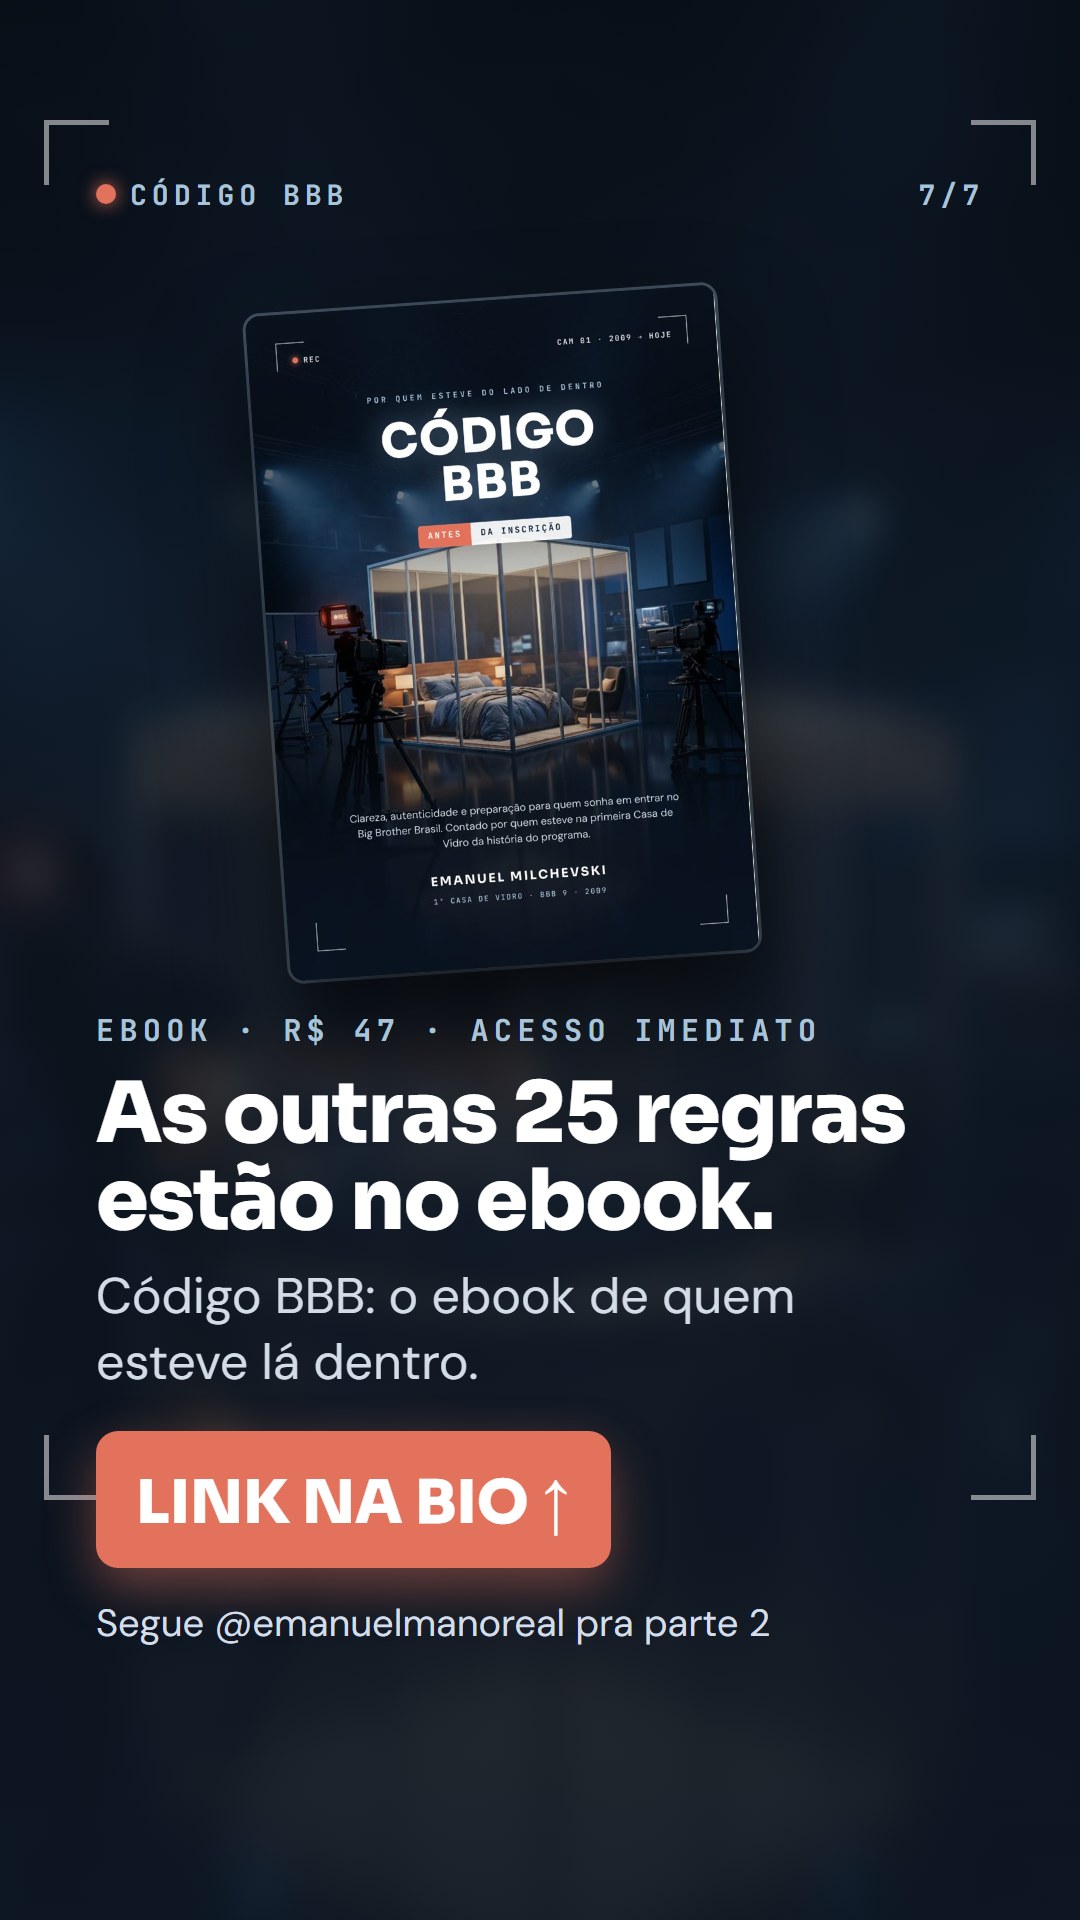 CÓDIGO BBB
7/7
REC
CAM 01 · 2009 → HOJE
POR QUEM ESTEVE DO LADO DE DENTRO
CÓDIGO
BBB
ANTES DA INSCRIÇÃO
REC
Clareza, autenticidade e preparação para quem sonha em entrar no
Big Brother Brasil. Contado por quem esteve na primeira Casa de
Vidro da história do programa.
EMANUEL MILCHEVSKI
1ª CASA DE VIDRO · BBB 9 · 2009
EBOOK · R$ 47 · ACESSO IMEDIATO
As outras 25 regras
estão no ebook.
Código BBB: o ebook de quem
esteve lá dentro.
LINK NA BIO ↑
Segue @emanuelmanoreal pra parte 2